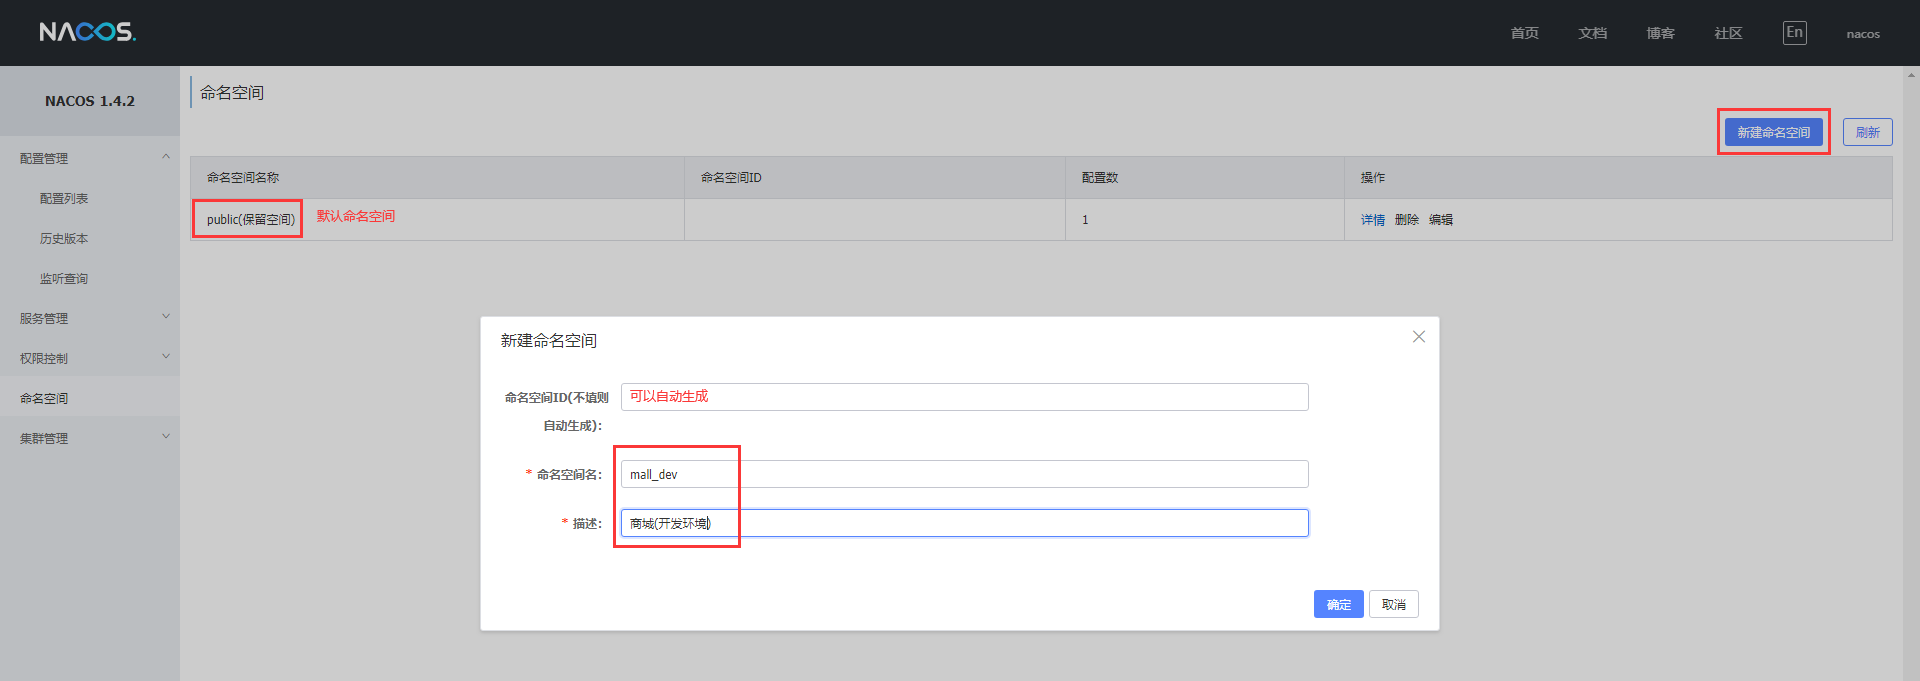 NACOS.
首页
文档
博客
社区
En
nacos
NACOS 1.4.2
配置管理
配置列表
历史版本
监听查询
服务管理
权限控制
命名空间
集群管理
命名空间
新建命名空间
刷新
命名空间名称
命名空间ID
配置数
操作
public(保留空间)
默认命名空间
1
详情 删除 编辑
新建命名空间
命名空间ID(不填则
自动生成):
可以自动生成
* 命名空间名:
mall_dev
* 描述:
商城(开发环境)
确定
取消